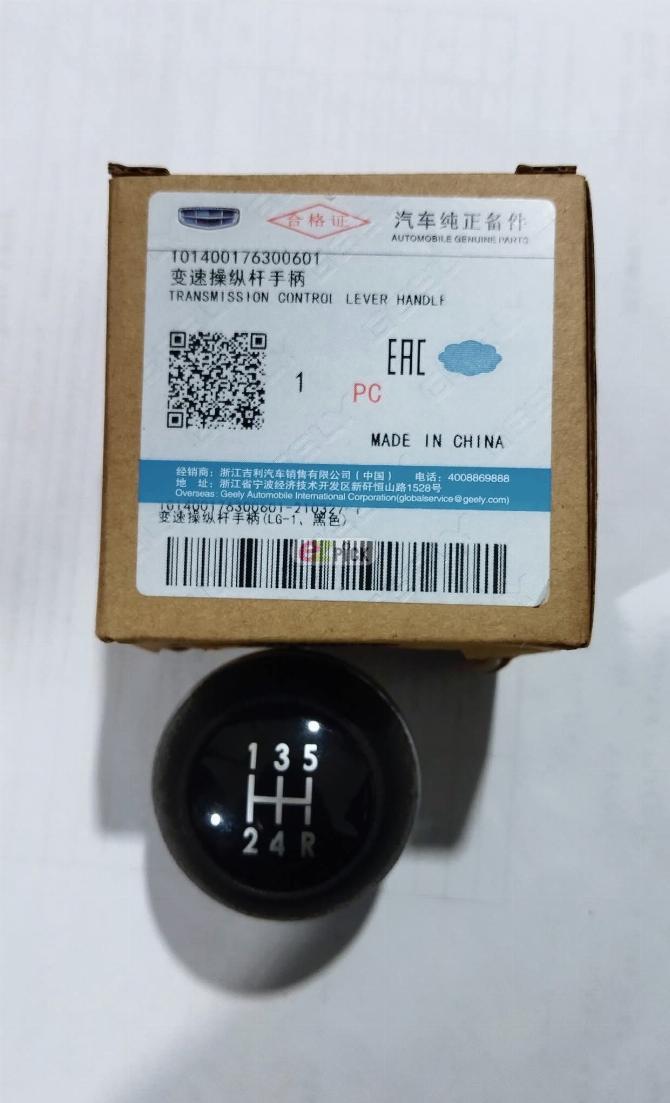 合格证
汽车纯正备件
AUTOMOBILE GENUINE PARTS
101400176300601
变速操纵杆手柄
TRANSMISSION CONTROL LEVER HANDLE
1
PC
EAC
MADE IN CHINA
经销商：浙江吉利汽车销售有限公司（中国） 电话：4008869888
地 址：浙江省宁波经济技术开发区新矸恒山路1528号
Overseas: Geely Automobile International Corporation(globalservice@geely.com)
101400176300601-210327
变速操纵杆手柄(LG-1、黑色)
ezPICK
1 3 5
2 4 R